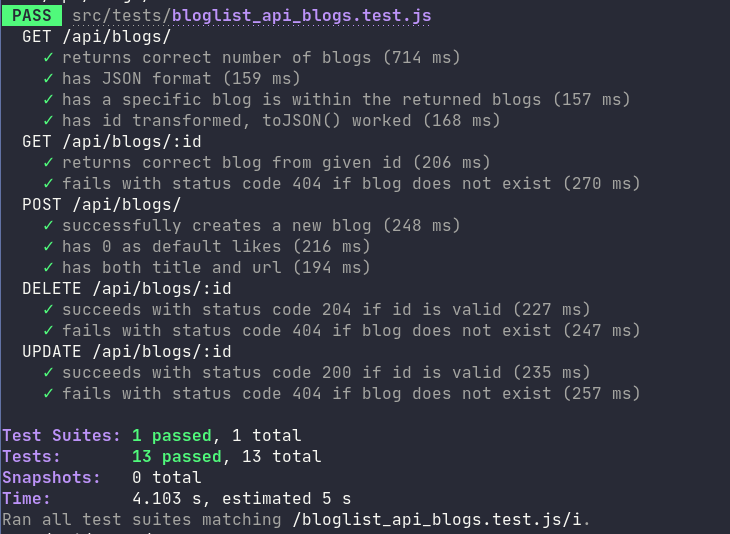 PASS src/tests/bloglist_api_blogs.test.js
GET /api/blogs/
✓ returns correct number of blogs (714 ms)
✓ has JSON format (159 ms)
✓ has a specific blog is within the returned blogs (157 ms)
✓ has id transformed, toJSON() worked (168 ms)
GET /api/blogs/:id
✓ returns correct blog from given id (206 ms)
✓ fails with status code 404 if blog does not exist (270 ms)
POST /api/blogs/
✓ successfully creates a new blog (248 ms)
✓ has 0 as default likes (216 ms)
✓ has both title and url (194 ms)
DELETE /api/blogs/:id
✓ succeeds with status code 204 if id is valid (227 ms)
✓ fails with status code 404 if blog does not exist (247 ms)
UPDATE /api/blogs/:id
✓ succeeds with status code 200 if id is valid (235 ms)
✓ fails with status code 404 if blog does not exist (257 ms)
Test Suites: 1 passed, 1 total
Tests: 13 passed, 13 total
Snapshots: 0 total
Time: 4.103 s, estimated 5 s
Ran all test suites matching /bloglist_api_blogs.test.js/i.